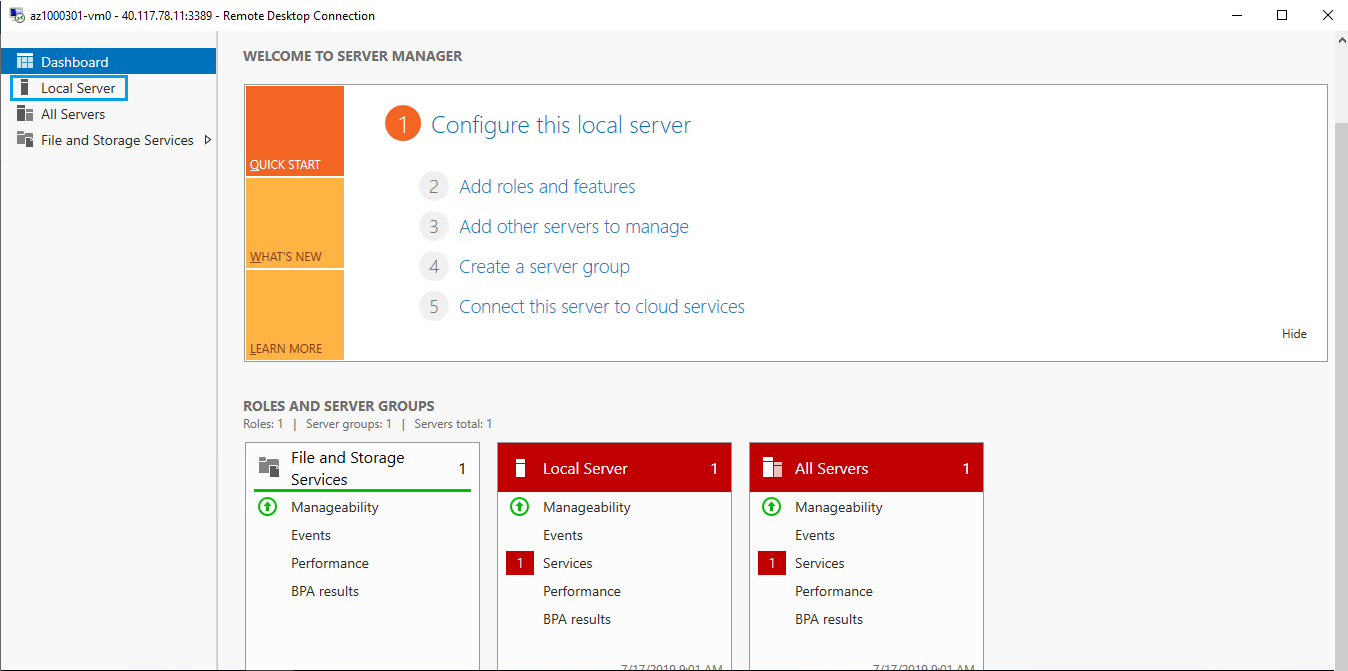 az1000301-vm0 - 40.117.78.11:3389 - Remote Desktop Connection
Dashboard
Local Server
All Servers
File and Storage Services
WELCOME TO SERVER MANAGER
QUICK START
WHAT'S NEW
LEARN MORE
1 Configure this local server
2 Add roles and features
3 Add other servers to manage
4 Create a server group
5 Connect this server to cloud services
Hide
ROLES AND SERVER GROUPS
Roles: 1 | Server groups: 1 | Servers total: 1
File and Storage
Services 1
Manageability
Events
Performance
BPA results
Local Server 1
Manageability
Events
1 Services
Performance
BPA results
7/17/2019 9:01 AM
All Servers 1
Manageability
Events
1 Services
Performance
BPA results
7/17/2019 9:01 AM